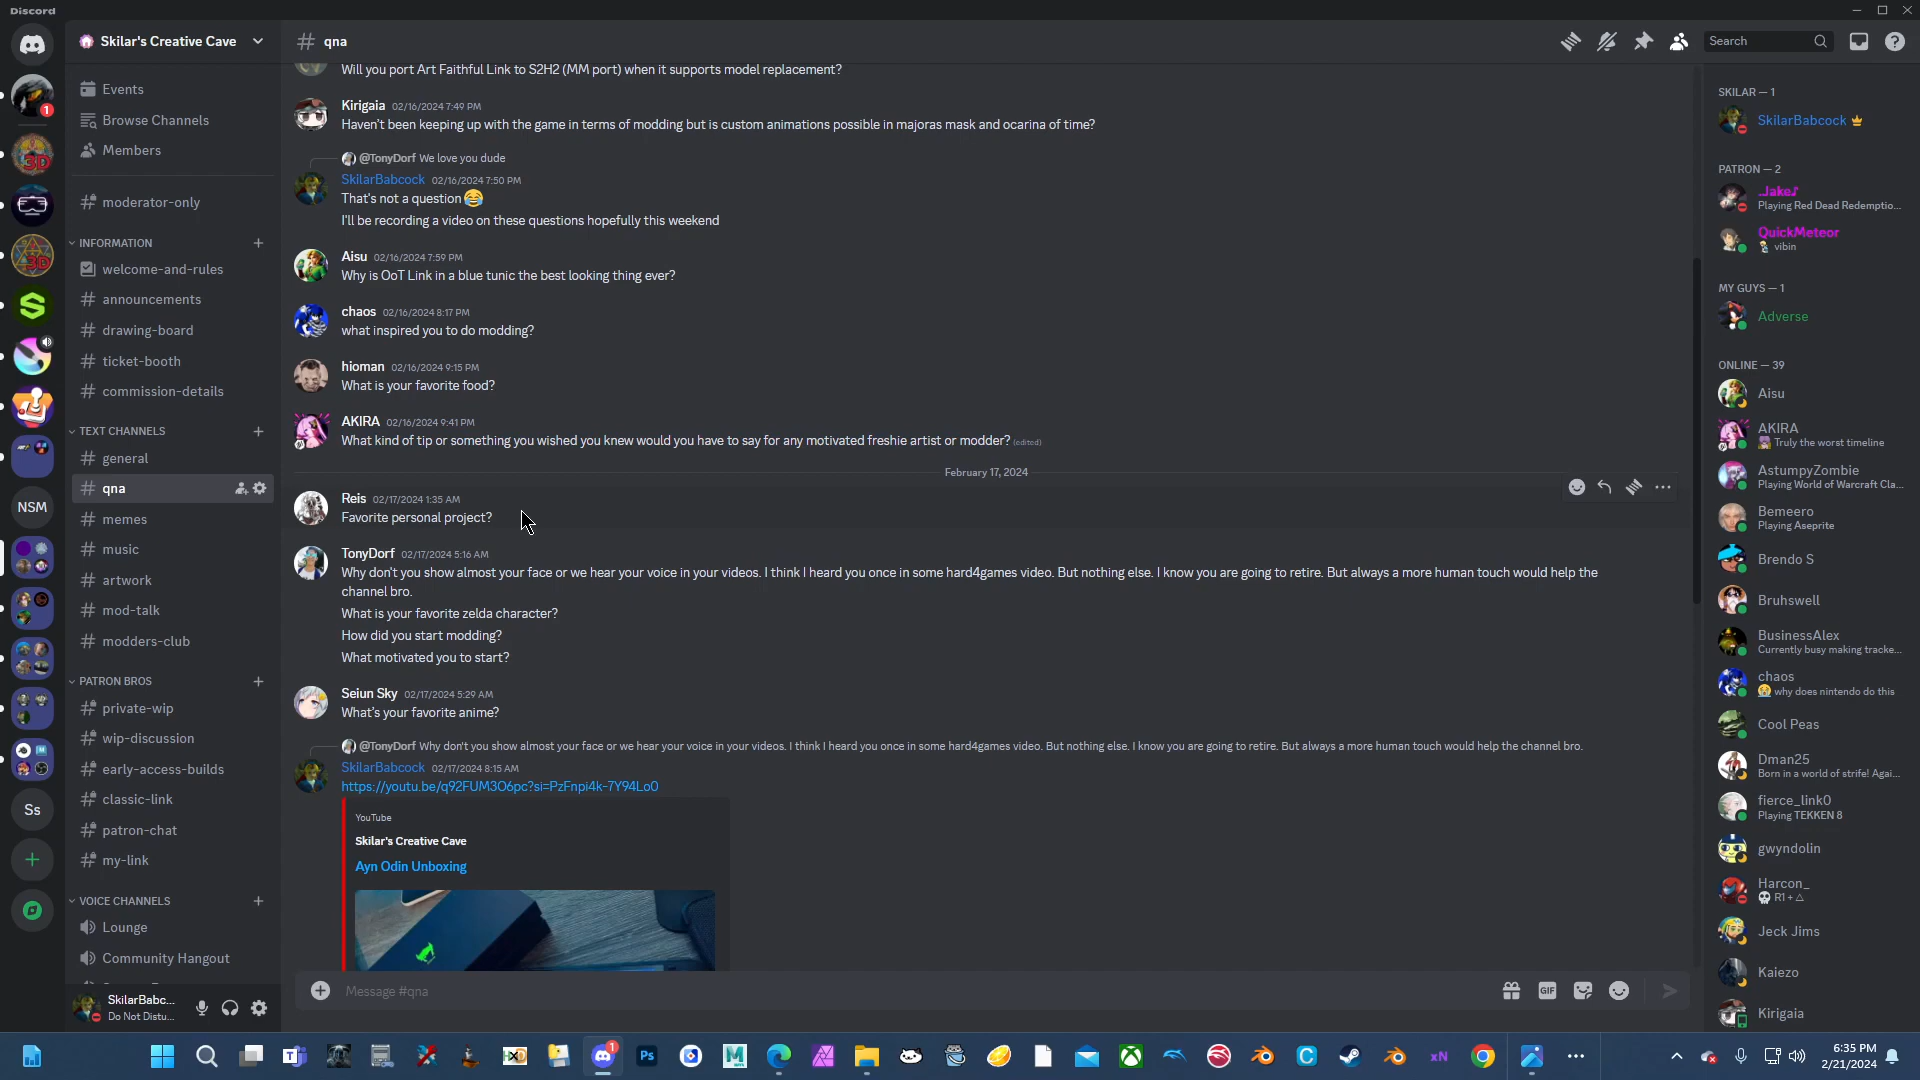 Discord
Skilar's Creative Cave
# qna
Search
Events
Browse Channels
Members
moderator-only
INFORMATION
welcome-and-rules
announcements
drawing-board
ticket-booth
commission-details
TEXT CHANNELS
general
qna
memes
music
artwork
mod-talk
modders-club
PATRON BROS
private-wip
wip-discussion
early-access-builds
classic-link
patron-chat
my-link
VOICE CHANNELS
Lounge
Community Hangout
SkilarBabc...
Do Not Distu...
1
3D
3D
NSM
Ss
Will you port Art Faithful Link to S2H2 (MM port) when it supports model replacement?
Kirigaia 02/16/2024 7:49 PM
Haven't been keeping up with the game in terms of modding but is custom animations possible in majoras mask and ocarina of time?
@TonyDorf We love you dude
SkilarBabcock 02/16/2024 7:50 PM
That's not a question 😂
I'll be recording a video on these questions hopefully this weekend
Aisu 02/16/2024 7:59 PM
Why is OoT Link in a blue tunic the best looking thing ever?
chaos 02/16/2024 8:17 PM
what inspired you to do modding?
hioman 02/16/2024 9:15 PM
What is your favorite food?
AKIRA 02/16/2024 9:41 PM
What kind of tip or something you wished you knew would you have to say for any motivated freshie artist or modder? (edited)
February 17, 2024
Reis 02/17/2024 1:35 AM
Favorite personal project?
TonyDorf 02/17/2024 5:16 AM
Why don't you show almost your face or we hear your voice in your videos. I think I heard you once in some hard4games video. But nothing else. I know you are going to retire. But always a more human touch would help the
channel bro.
What is your favorite zelda character?
How did you start modding?
What motivated you to start?
Seiun Sky 02/17/2024 5:29 AM
What's your favorite anime?
@TonyDorf Why don't you show almost your face or we hear your voice in your videos. I think I heard you once in some hard4games video. But nothing else. I know you are going to retire. But always a more human touch would help the channel bro.
SkilarBabcock 02/17/2024 8:15 AM
https://youtu.be/q92FUM3O6pc?si=PzFnpi4k-7Y94Lo0
YouTube
Skilar's Creative Cave
Ayn Odin Unboxing
Message #qna
GIF
SKILAR — 1
SkilarBabcock
PATRON — 2
.Jake♪
Playing Red Dead Redemptio...
QuickMeteor
vibin
MY GUYS — 1
Adverse
ONLINE — 39
Aisu
AKIRA
Truly the worst timeline
AstumpyZombie
Playing World of Warcraft Cla...
Bemeero
Playing Aseprite
Brendo S
Bruhswell
BusinessAlex
Currently busy making tracke...
chaos
😭 why does nintendo do this
Cool Peas
Dman25
Born in a world of strife! Agai...
fierce_link0
Playing TEKKEN 8
gwyndolin
Harcon_
💀 R1 + △
Jeck Jims
Kaiezo
Kirigaia
HXD
1
Ps
M
C
xN
6:35 PM
2/21/2024